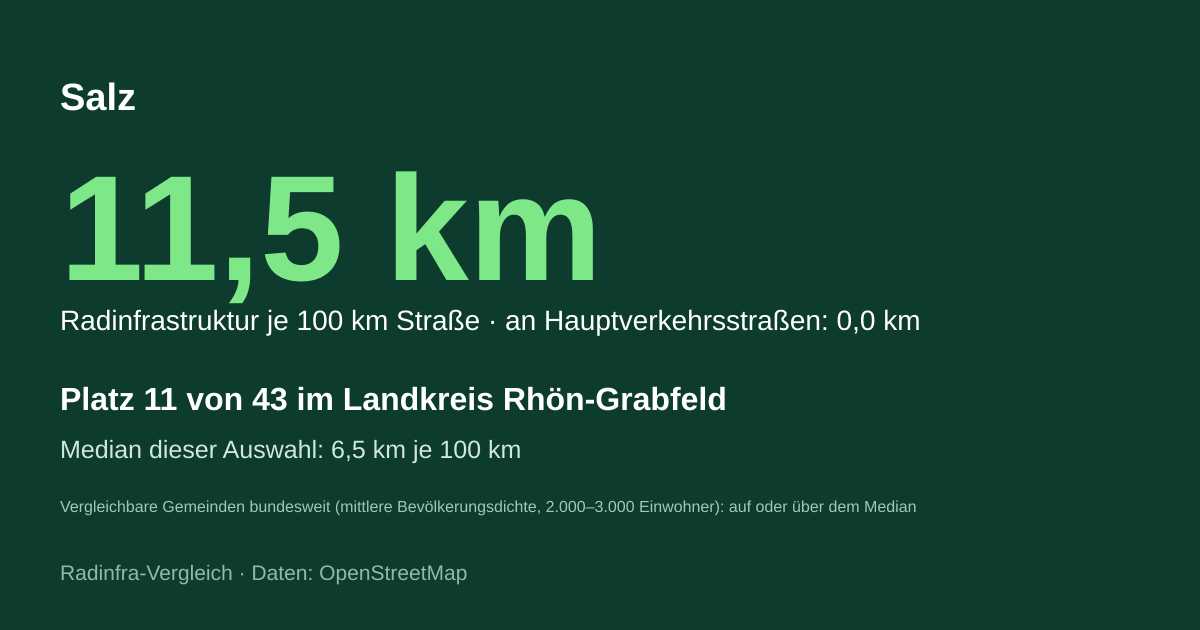 Salz
11,5 km
Radinfrastruktur je 100 km Straße · an Hauptverkehrsstraßen: 0,0 km
Platz 11 von 43 im Landkreis Rhön-Grabfeld
Median dieser Auswahl: 6,5 km je 100 km
Vergleichbare Gemeinden bundesweit (mittlere Bevölkerungsdichte, 2.000–3.000 Einwohner): auf oder über dem Median
Radinfra-Vergleich · Daten: OpenStreetMap